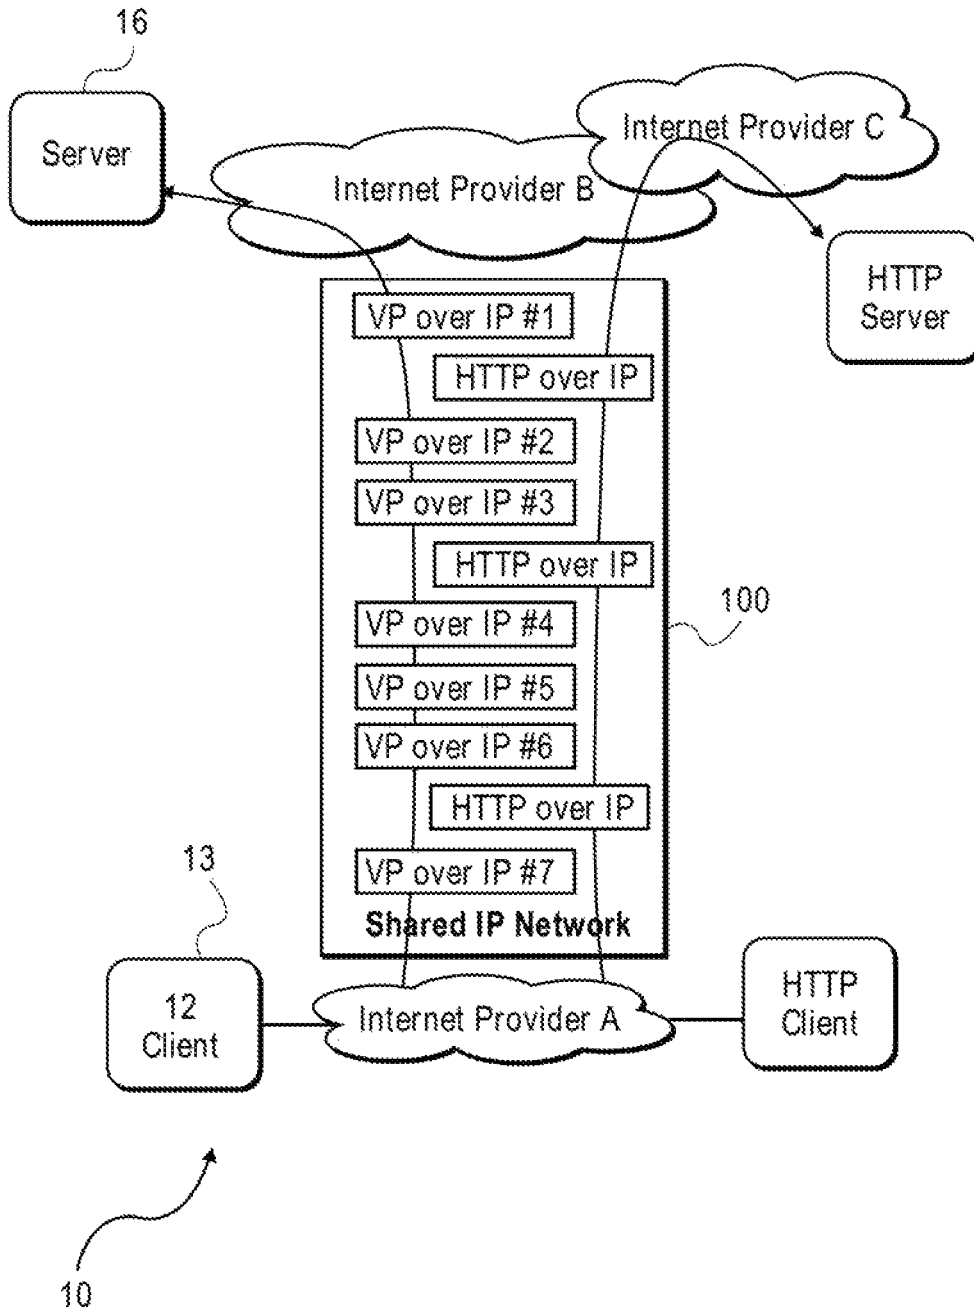 16
Server
Internet Provider C
Internet Provider B
HTTP
Server
VP over IP #1
HTTP over IP
VP over IP #2
VP over IP #3
HTTP over IP
100
VP over IP #4
VP over IP #5
VP over IP #6
HTTP over IP
13
VP over IP #7
Shared IP Network
12
Client
Internet Provider A
HTTP
Client
10